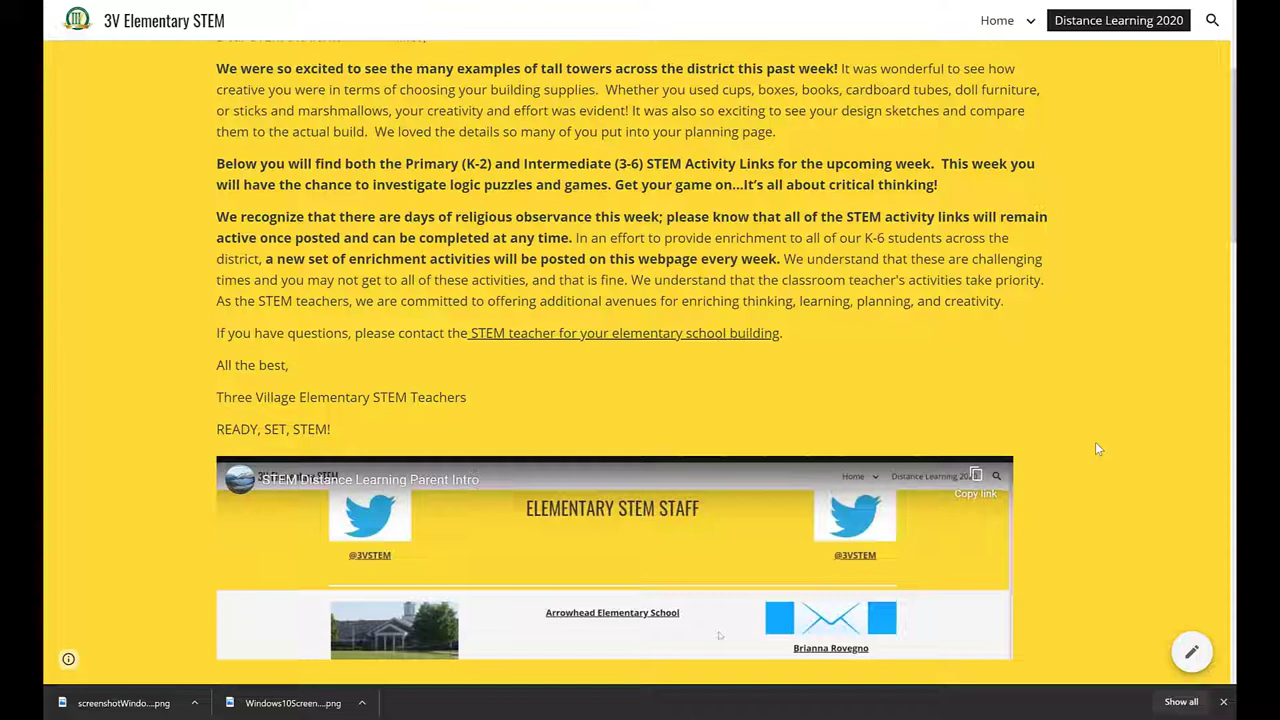 3V Elementary STEM
Home
Distance Learning 2020
We were so excited to see the many examples of tall towers across the district this past week! It was wonderful to see how
creative you were in terms of choosing your building supplies. Whether you used cups, boxes, books, cardboard tubes, doll furniture,
or sticks and marshmallows, your creativity and effort was evident! It was also so exciting to see your design sketches and compare
them to the actual build. We loved the details so many of you put into your planning page.
Below you will find both the Primary (K-2) and Intermediate (3-6) STEM Activity Links for the upcoming week. This week you
will have the chance to investigate logic puzzles and games. Get your game on...It's all about critical thinking!
We recognize that there are days of religious observance this week; please know that all of the STEM activity links will remain
active once posted and can be completed at any time. In an effort to provide enrichment to all of our K-6 students across the
district, a new set of enrichment activities will be posted on this webpage every week. We understand that these are challenging
times and you may not get to all of these activities, and that is fine. We understand that the classroom teacher's activities take priority.
As the STEM teachers, we are committed to offering additional avenues for enriching thinking, learning, planning, and creativity.
If you have questions, please contact the STEM teacher for your elementary school building.
All the best,
Three Village Elementary STEM Teachers
READY, SET, STEM!
STEM Distance Learning Parent Intro
Home
Distance Learning
Copy link
ELEMENTARY STEM STAFF
@3VSTEM
@3VSTEM
Arrowhead Elementary School
Brianna Rovegno
screenshotWindo....png
Windows10Screen....png
Show all